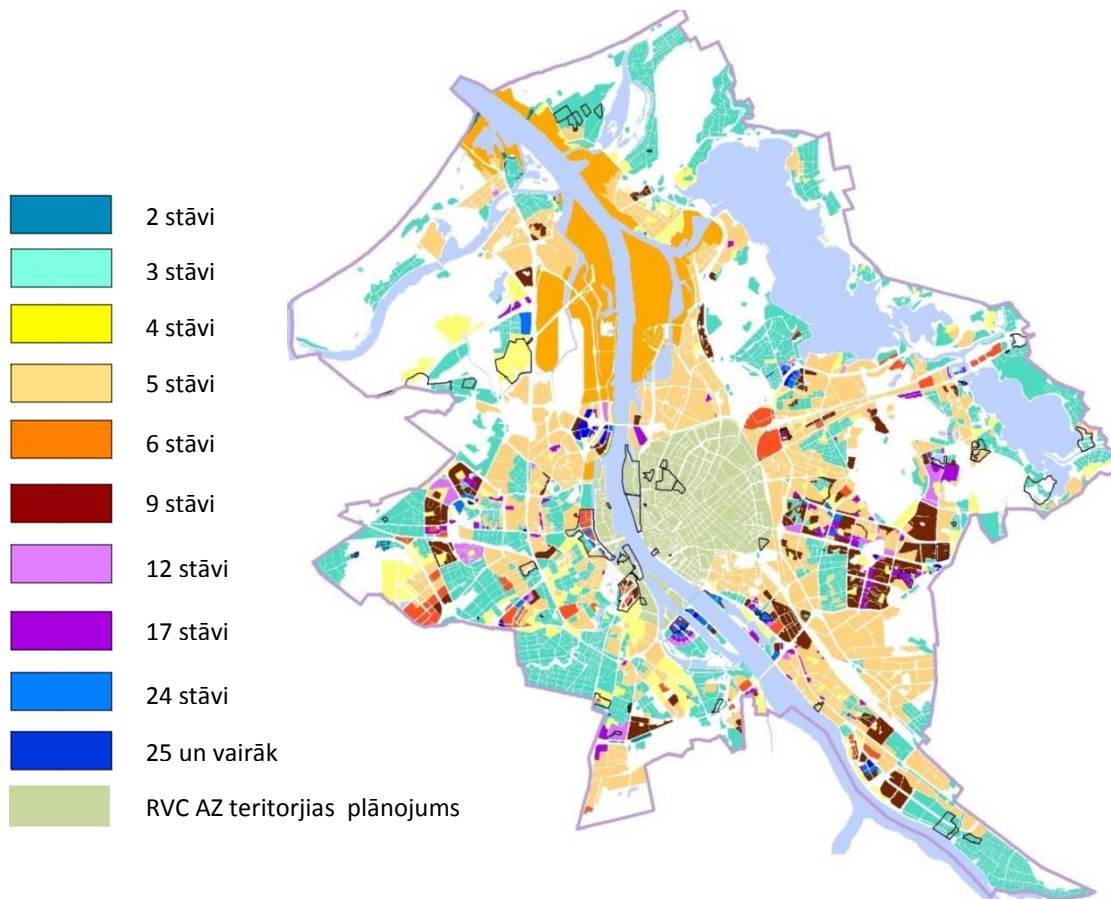 2 stāvi
3 stāvi
4 stāvi
5 stāvi
6 stāvi
9 stāvi
12 stāvi
17 stāvi
24 stāvi
25 un vairāk
RVC AZ teritorjias plānojums